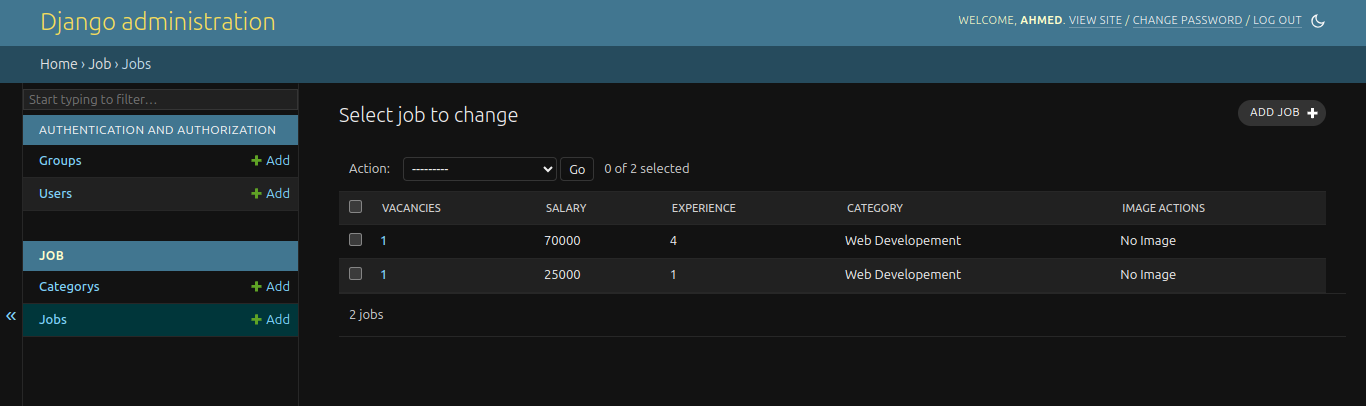 Django administration
WELCOME, AHMED. VIEW SITE / CHANGE PASSWORD / LOG OUT
Home › Job › Jobs
Start typing to filter…
AUTHENTICATION AND AUTHORIZATION
Groups + Add
Users + Add
JOB
Categorys + Add
Jobs + Add
«
Select job to change
ADD JOB +
Action: --------- Go 0 of 2 selected
VACANCIES SALARY EXPERIENCE CATEGORY IMAGE ACTIONS
1 70000 4 Web Developement No Image
1 25000 1 Web Developement No Image
2 jobs